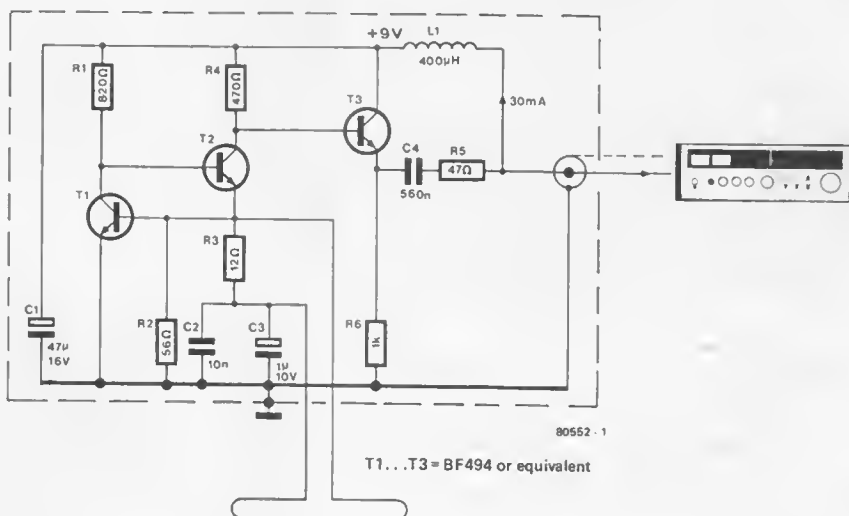 +9V
L1
400µH
R1
820Ω
R4
470Ω
T3
30mA
T2
C4
560n
R5
47Ω
T1
R3
12Ω
C1
47µ
16V
R2
56Ω
C2
10n
C3
1µ
10V
R6
1k
80552 - 1
T1...T3 = BF494 or equivalent